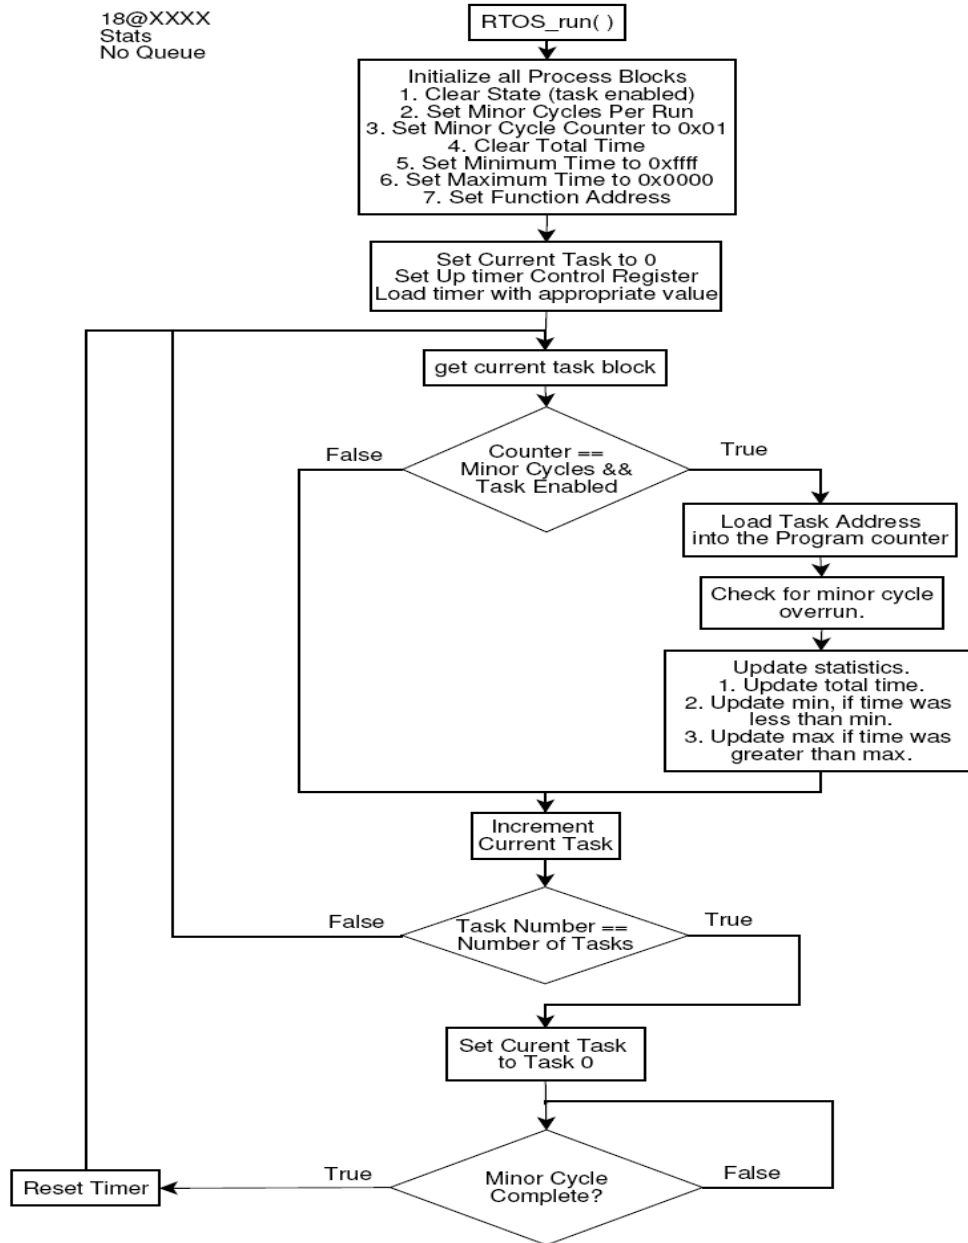 18@XXXX
Stats
No Queue
RTOS_run( )
Initialize all Process Blocks
1. Clear State (task enabled)
2. Set Minor Cycles Per Run
3. Set Minor Cycle Counter to 0x01
4. Clear Total Time
5. Set Minimum Time to 0xffff
6. Set Maximum Time to 0x0000
7. Set Function Address
Set Current Task to 0
Set Up timer Control Register
Load timer with appropriate value
get current task block
False
Counter ==
Minor Cycles &&
Task Enabled
True
Load Task Address
into the Program counter
Check for minor cycle
overrun.
Update statistics.
1. Update total time.
2. Update min, if time was
less than min.
3. Update max if time was
greater than max.
Increment
Current Task
False
Task Number ==
Number of Tasks
True
Set Curent Task
to Task 0
Reset Timer
True
Minor Cycle
Complete?
False